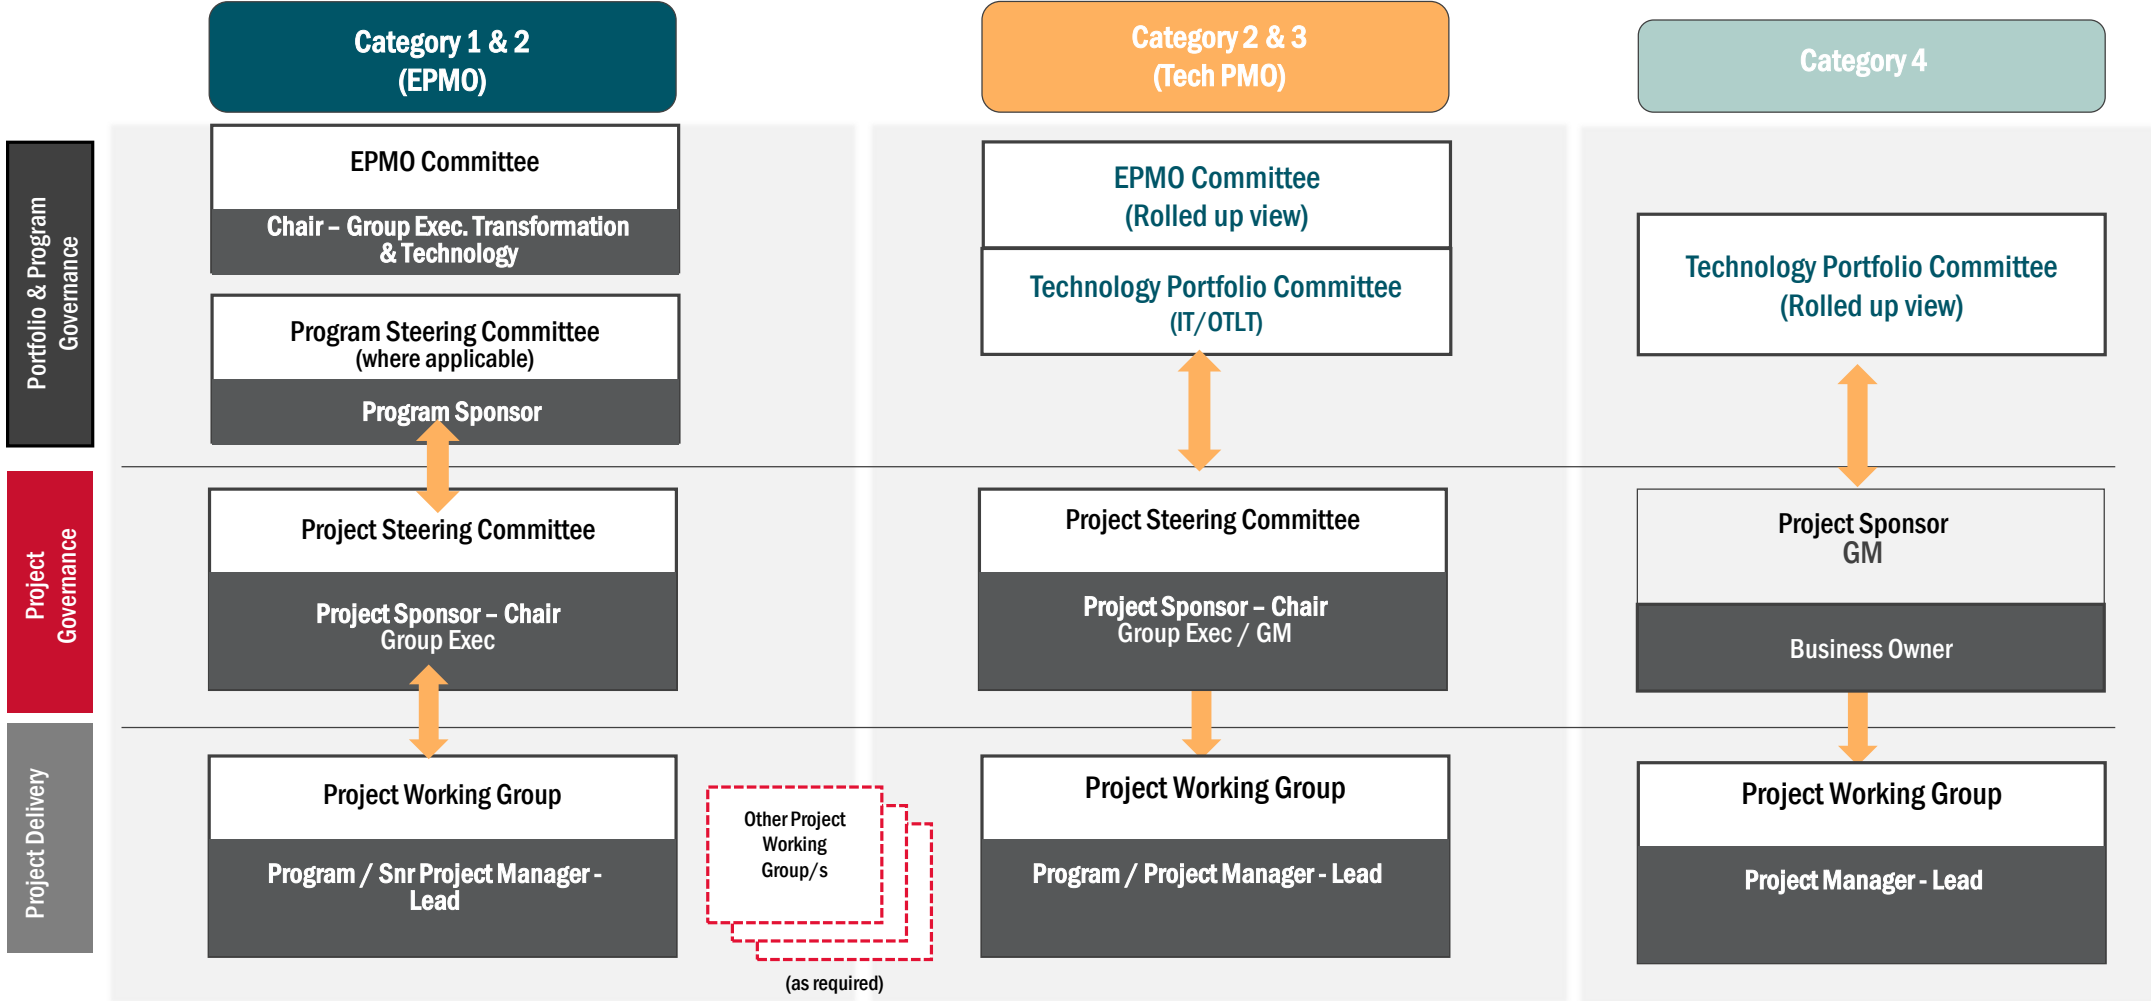 Category 1 & 2
(EPMO)
Category 2 & 3
(Tech PMO)
Category 4
Portfolio & Program
Governance
EPMO Committee
Chair – Group Exec. Transformation
& Technology
Program Steering Committee
(where applicable)
Program Sponsor
EPMO Committee
(Rolled up view)
Technology Portfolio Committee
(IT/OTLT)
Technology Portfolio Committee
(Rolled up view)
Project
Governance
Project Steering Committee
Project Sponsor – Chair
Group Exec
Project Steering Committee
Project Sponsor – Chair
Group Exec / GM
Project Sponsor
GM
Business Owner
Project Delivery
Project Working Group
Program / Snr Project Manager -
Lead
Other Project
Working
Group/s
(as required)
Project Working Group
Program / Project Manager - Lead
Project Working Group
Project Manager - Lead